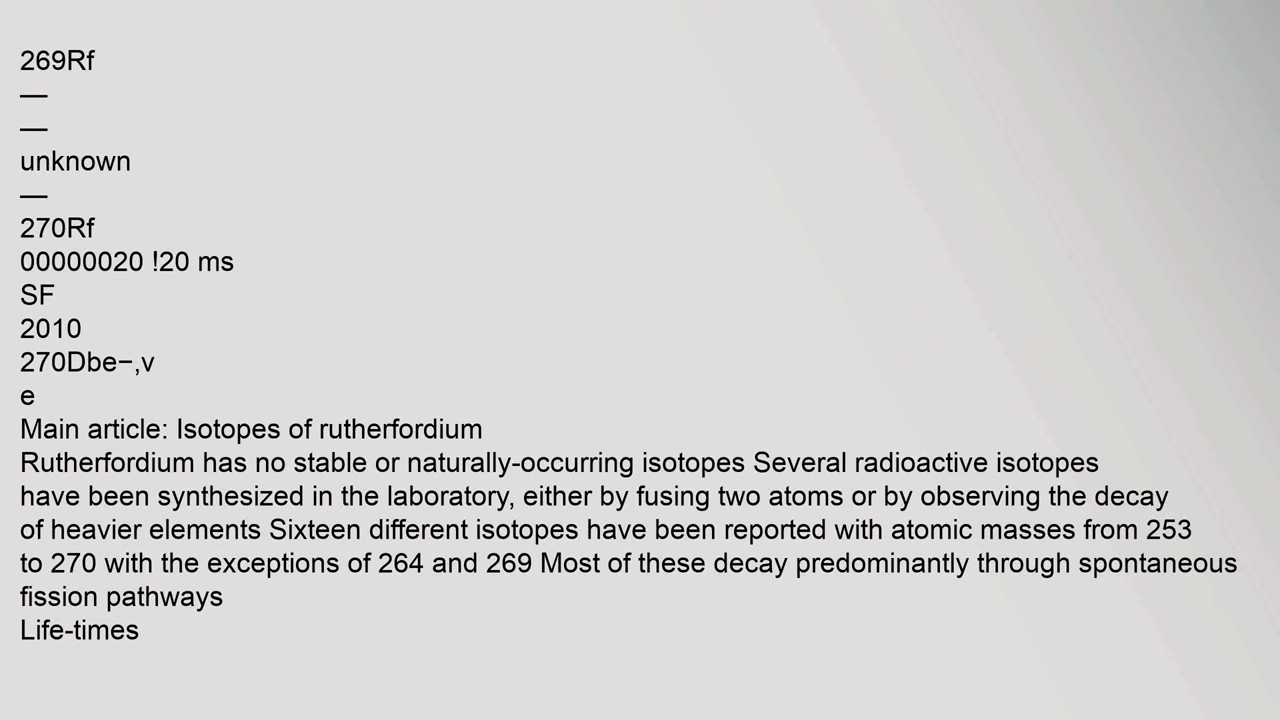 269Rf
—
—
unknown
—
270Rf
00000020 !20 ms
SF
2010
270Dbe−,v
e
Main article: Isotopes of rutherfordium
Rutherfordium has no stable or naturally-occurring isotopes Several radioactive isotopes
have been synthesized in the laboratory, either by fusing two atoms or by observing the decay
of heavier elements Sixteen different isotopes have been reported with atomic masses from 253
to 270 with the exceptions of 264 and 269 Most of these decay predominantly through spontaneous
fission pathways
Life-times